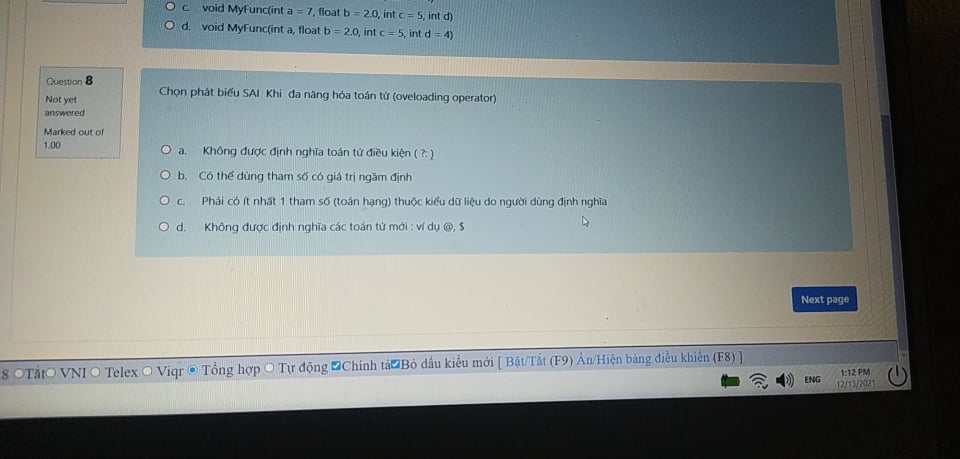 c. void MyFunc(int a = 7, float b = 2.0, int c = 5, int d)
d. void MyFunc(int a, float b = 2.0, int c = 5, int d = 4)
Question 8
Not yet
answered
Marked out of
1.00
Chọn phát biểu SAI Khi đa năng hóa toán tử (oveloading operator)
a. Không được định nghĩa toán tử điều kiện ( ?: )
b. Có thể dùng tham số có giá trị ngầm định
c. Phải có ít nhất 1 tham số (toán hạng) thuộc kiểu dữ liệu do người dùng định nghĩa
d. Không được định nghĩa các toán tử mới : ví dụ @, $
Next page
8 Tắt VNI Telex Viqr Tổng hợp Tự động Chính tả Bỏ dấu kiểu mới [ Bật/Tắt (F9) Ẩn/Hiện bảng điều khiển (F8) ]
ENG
1:12 PM
12/13/2021